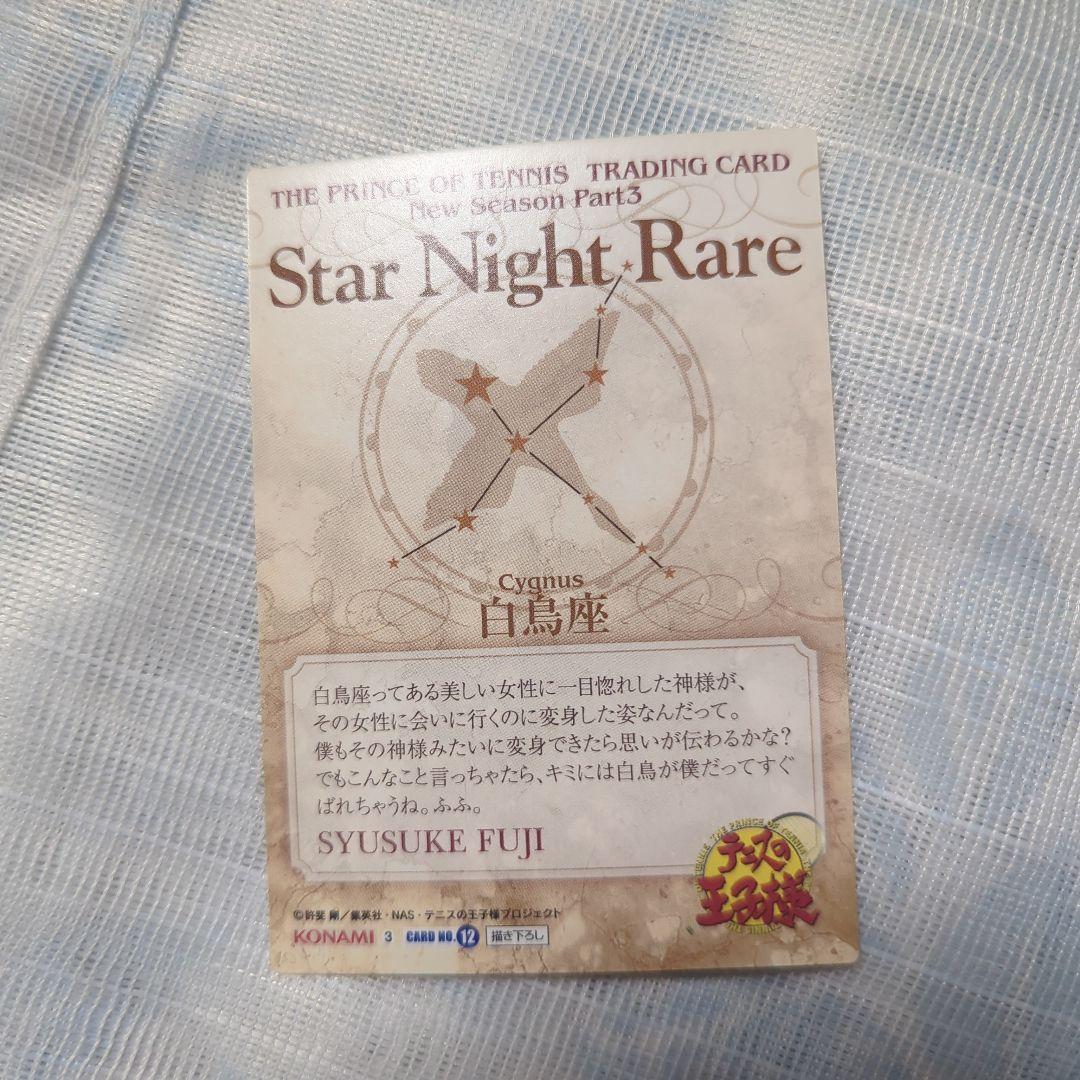 THE PRINCE OF TENNIS TRADING CARD
New Season Part3
Star Night Rare
Cygnus
白鳥座
白鳥座ってある美しい女性に一目惚れした神様が、
その女性に会いに行くのに変身した姿なんだって。
僕もその神様みたいに変身できたら思いが伝わるかな？
でもこんなこと言っちゃたら、キミには白鳥が僕だってすぐ
ばれちゃうね。ふふ。
SYUSUKE FUJI
THE PRINCE OF TENNIS
テニスの
王子様
©許斐 剛／集英社・NAS・テニスの王子様プロジェクト
KONAMI 3 CARD NO. 12 描き下ろし